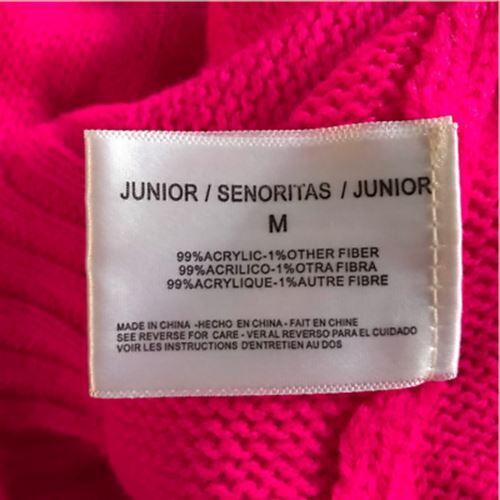 JUNIOR / SENORITAS / JUNIOR
M
99%ACRYLIC-1%OTHER FIBER
99%ACRILICO-1%OTRA FIBRA
99%ACRYLIQUE-1%AUTRE FIBRE
MADE IN CHINA -HECHO EN CHINA - FAIT EN CHINE
SEE REVERSE FOR CARE - VER AL REVERSO PARA EL CUIDADO
VOIR LES INSTRUCTIONS D'ENTRETIEN AU DOS